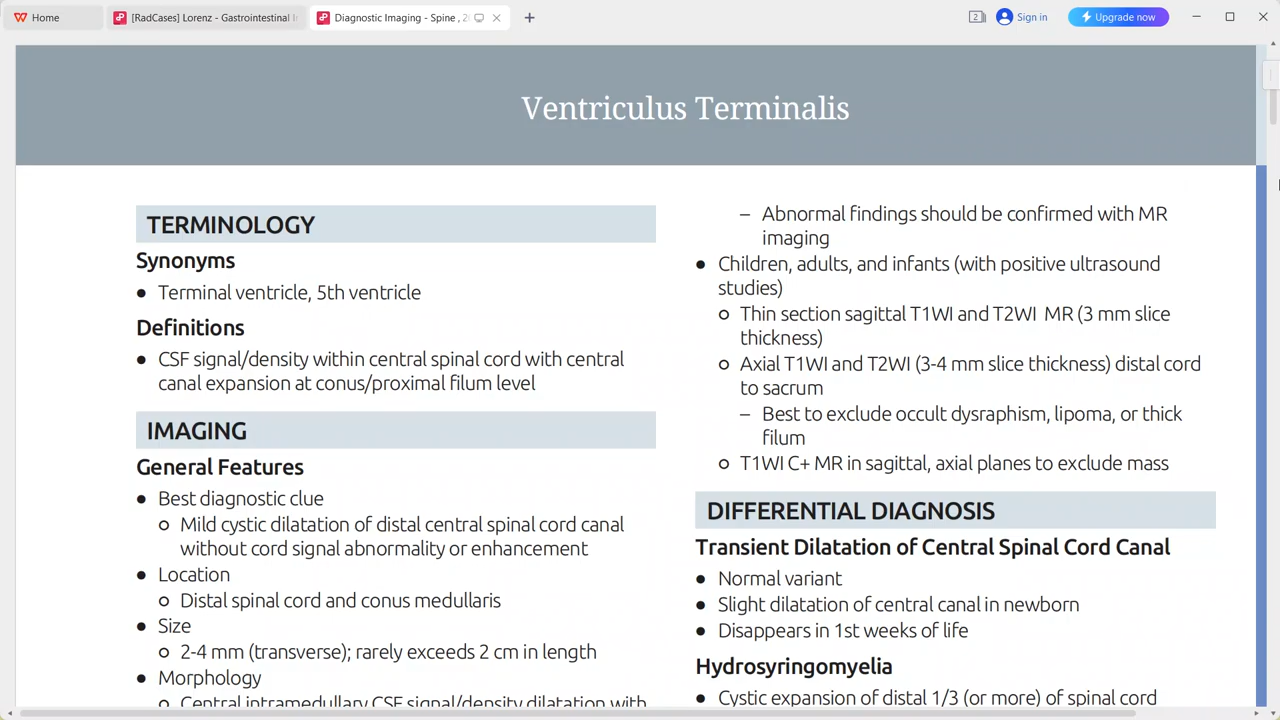 Home
[RadCases] Lorenz - Gastrointestinal I
Diagnostic Imaging - Spine , 2
2
Sign in
Upgrade now
Ventriculus Terminalis
TERMINOLOGY
Synonyms
● Terminal ventricle, 5th ventricle
Definitions
● CSF signal/density within central spinal cord with central
canal expansion at conus/proximal filum level
IMAGING
General Features
● Best diagnostic clue
○ Mild cystic dilatation of distal central spinal cord canal
without cord signal abnormality or enhancement
● Location
○ Distal spinal cord and conus medullaris
● Size
○ 2-4 mm (transverse); rarely exceeds 2 cm in length
● Morphology
○ Central intramedullary CSF signal/density dilatation with
– Abnormal findings should be confirmed with MR
imaging
● Children, adults, and infants (with positive ultrasound
studies)
○ Thin section sagittal T1WI and T2WI MR (3 mm slice
thickness)
○ Axial T1WI and T2WI (3-4 mm slice thickness) distal cord
to sacrum
– Best to exclude occult dysraphism, lipoma, or thick
filum
○ T1WI C+ MR in sagittal, axial planes to exclude mass
DIFFERENTIAL DIAGNOSIS
Transient Dilatation of Central Spinal Cord Canal
● Normal variant
● Slight dilatation of central canal in newborn
● Disappears in 1st weeks of life
Hydrosyringomyelia
● Cystic expansion of distal 1/3 (or more) of spinal cord